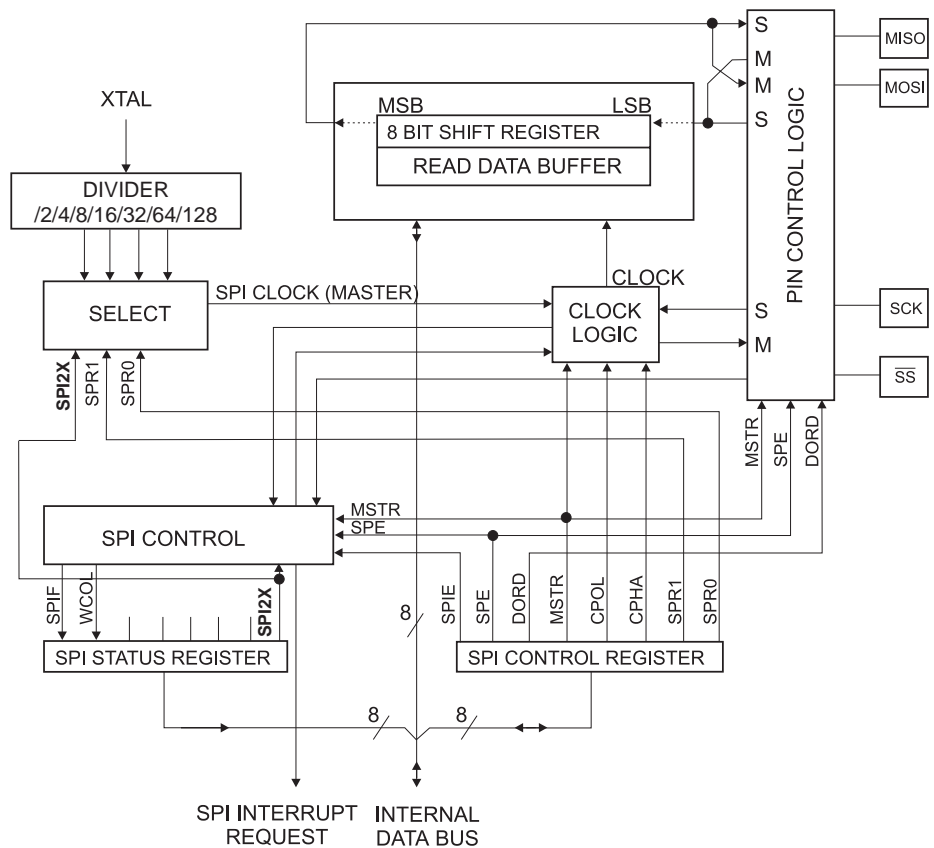 S
MISO
M
M
MOSI
S
PIN CONTROL LOGIC
XTAL
MSB
LSB
8 BIT SHIFT REGISTER
READ DATA BUFFER
DIVIDER
/2/4/8/16/32/64/128
CLOCK
SPI CLOCK (MASTER)
SELECT
CLOCK
LOGIC
S
SCK
M
SS
SPI2X
SPR1
SPR0
MSTR
SPE
DORD
MSTR
SPE
SPI CONTROL
SPIF
WCOL
SPI2X
8
SPIE
SPE
DORD
MSTR
CPOL
CPHA
SPR1
SPR0
SPI STATUS REGISTER
SPI CONTROL REGISTER
8
8
SPI INTERRUPT
REQUEST
INTERNAL
DATA BUS